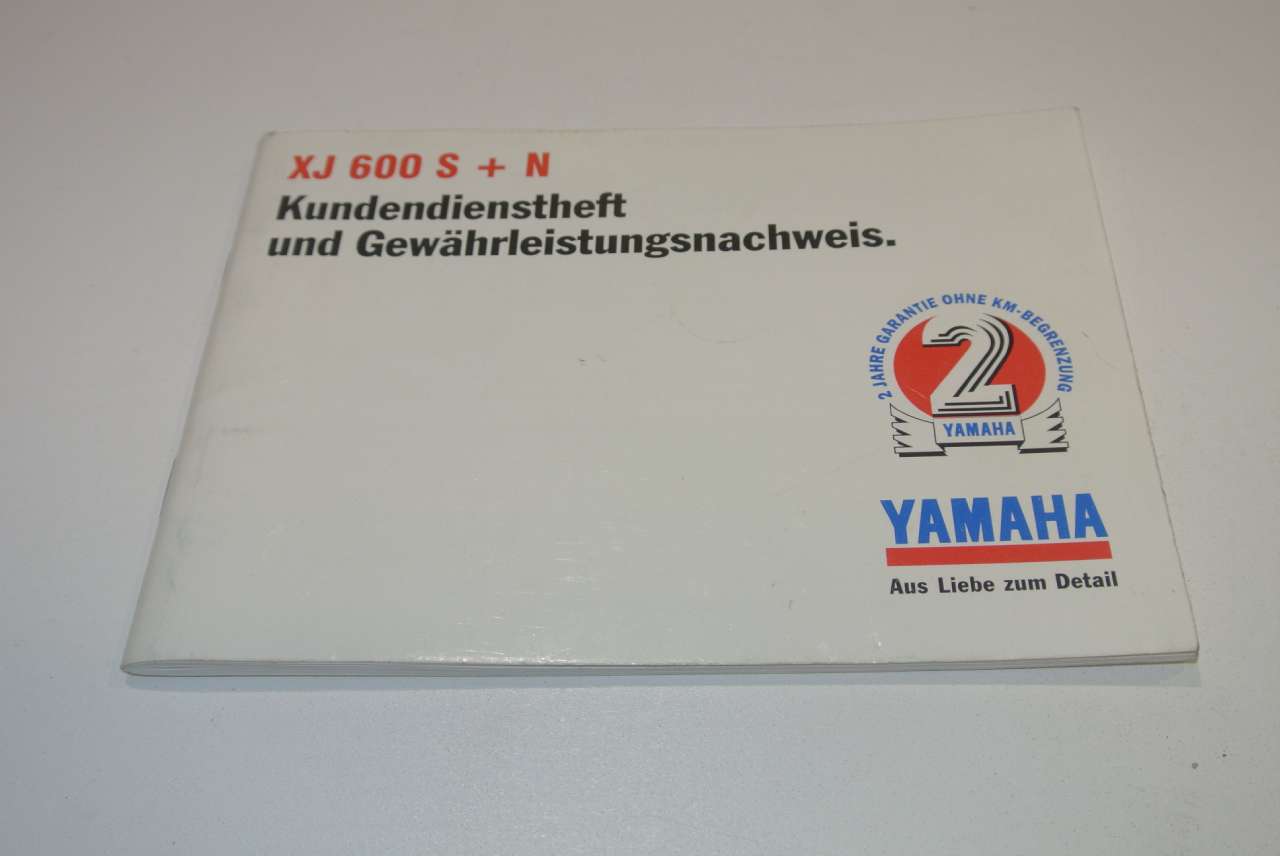 XJ 600 S + N
Kundendienstheft
und Gewährleistungsnachweis.
2 JAHRE GARANTIE OHNE KM-BEGRENZUNG
2
YAMAHA
YAMAHA
Aus Liebe zum Detail